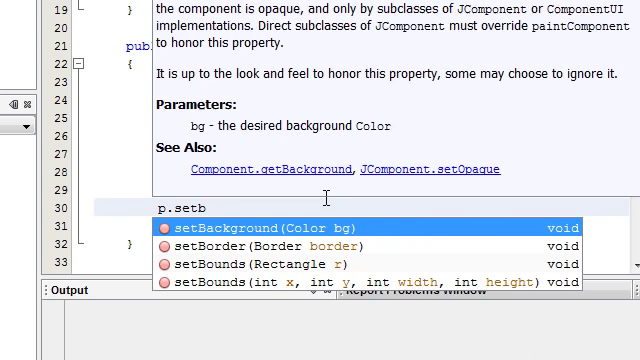 19 }
the component is opaque, and only by subclasses of JComponent or ComponentUI
20
implementations. Direct subclasses of JComponent must override paintComponent
21 publ
to honor this property.
22 {
23
It is up to the look and feel to honor this property, some may choose to ignore it.
24
Parameters:
25
bg - the desired background Color
26
See Also:
27
28
Component.getBackground, JComponent.setOpaque
29
30 p.setb
31 setBackground(Color bg) void
32 } setBorder(Border border) void
33 setBounds(Rectangle r) void
setBounds(int x, int y, int width, int height) void
Output
Report Problems Window